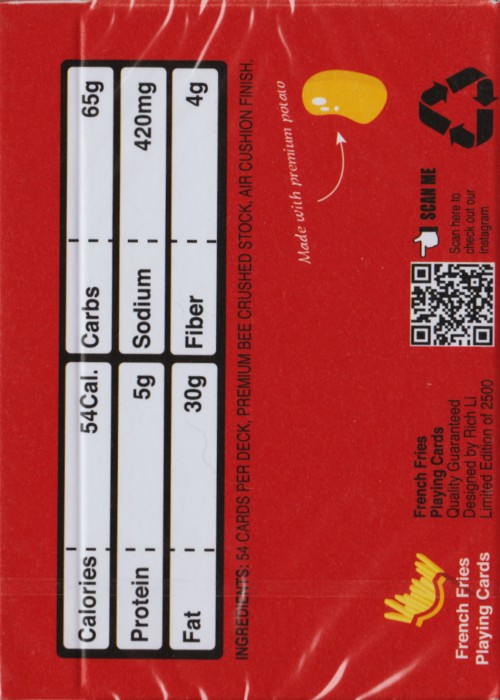 Calories 54Cal. Carbs 65g
Protein 5g Sodium 420mg
Fat 30g Fiber 4g
INGREDIENTS: 54 CARDS PER DECK, PREMIUM BEE CRUSHED STOCK, AIR CUSHION FINISH.
Made with premium potato
French Fries
Playing Cards
French Fries
Playing Cards
Quality Guaranteed
Designed by Rich Li
Limited Edition of 2500
SCAN ME
Scan here to
check out our
instagram